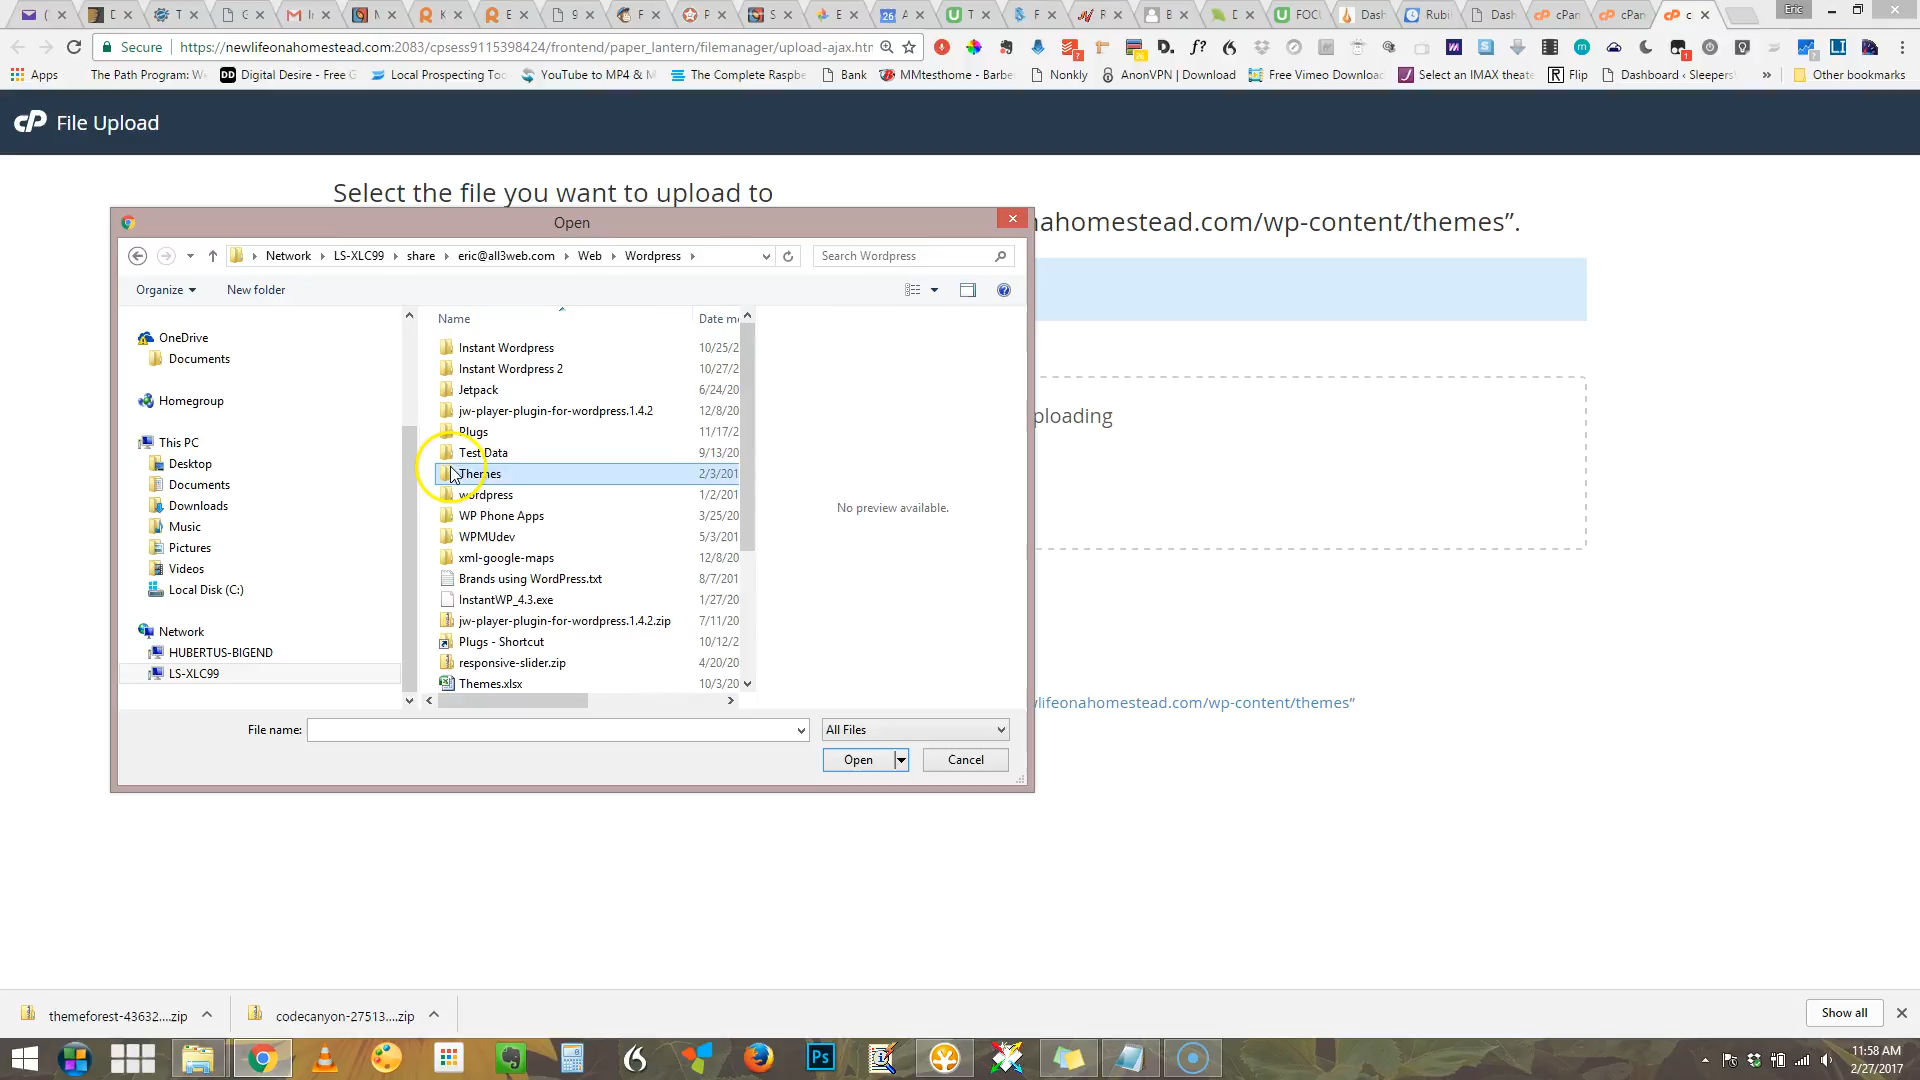 Eric
Secure https://newlifeonahomestead.com:2083/cpsess9115398424/frontend/paper_lantern/filemanager/upload-ajax.htm
Apps The Path Program: W Digital Desire - Free G Local Prospecting To YouTube to MP4 & M The Complete Raspbe Bank MMtesthome - Barbe Nonkly AnonVPN | Download Free Vimeo Downloa Select an IMAX theate Flip Dashboard ‹ Sleepers » Other bookmarks
cP File Upload
Select the file you want to upload to
nahomestead.com/wp-content/themes”.
Open
Network LS-XLC99 share eric@all3web.com Web Wordpress Search Wordpress
Organize New folder
Name Date mo
OneDrive
Documents
Homegroup
This PC
Desktop
Documents
Downloads
Music
Pictures
Videos
Local Disk (C:)
Network
HUBERTUS-BIGEND
LS-XLC99
Instant Wordpress 10/25/2
Instant Wordpress 2 10/27/2
Jetpack 6/24/20
jw-player-plugin-for-wordpress.1.4.2 12/8/20
Plugs 11/17/2
Test Data 9/13/20
Themes 2/3/201
wordpress 1/2/201
WP Phone Apps 3/25/20
WPMUdev 5/3/201
xml-google-maps 12/8/20
Brands using WordPress.txt 8/7/201
InstantWP_4.3.exe 1/27/20
jw-player-plugin-for-wordpress.1.4.2.zip 7/11/20
Plugs - Shortcut 10/12/2
responsive-slider.zip 4/20/20
Themes.xlsx 10/3/20
No preview available.
ploading
wlifeonahomestead.com/wp-content/themes”
File name: All Files
Open Cancel
themeforest-43632....zip codecanyon-27513....zip Show all
Ps
11:58 AM
2/27/2017